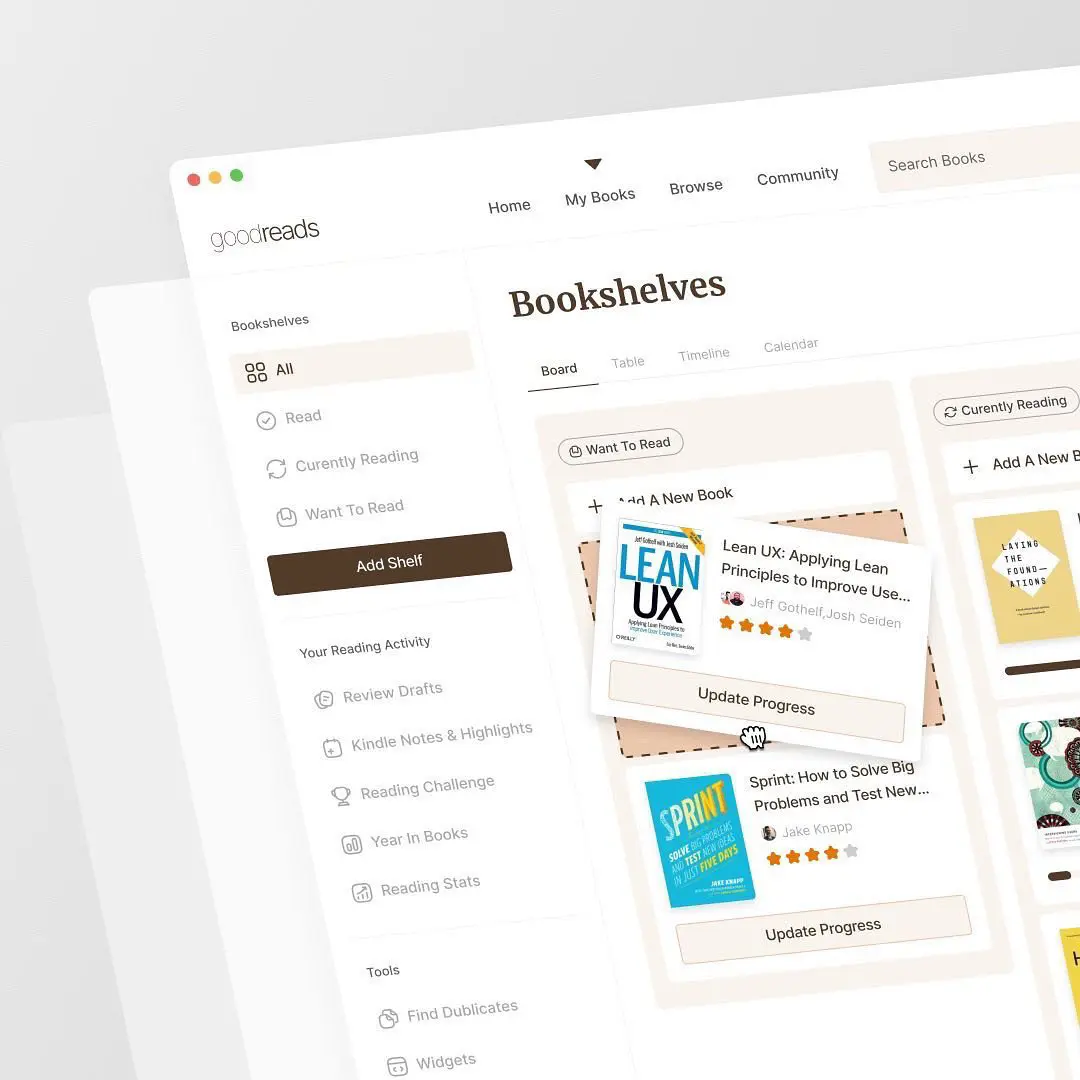 goodreads
Home
My Books
Browse
Community
Search Books
Bookshelves
All
Read
Curently Reading
Want To Read
Add Shelf
Your Reading Activity
Review Drafts
Kindle Notes & Highlights
Reading Challenge
Year In Books
Reading Stats
Tools
Find Dublicates
Widgets
Bookshelves
Board
Table
Timeline
Calendar
Want To Read
Add A New Book
Jeff Gothelf with Josh Seiden
LEAN
UX
Applying Lean Principles to
Improve User Experience
O'REILLY
Lean UX: Applying Lean
Principles to Improve Use...
Jeff Gothelf,Josh Seiden
Update Progress
SPRINT
SOLVE BIG PROBLEMS
AND TEST NEW IDEAS
IN JUST FIVE DAYS
JAKE KNAPP
Sprint: How to Solve Big
Problems and Test New...
Jake Knapp
Update Progress
Curently Reading
Add A New B
LAYING
THE
FOUND—
ATIONS